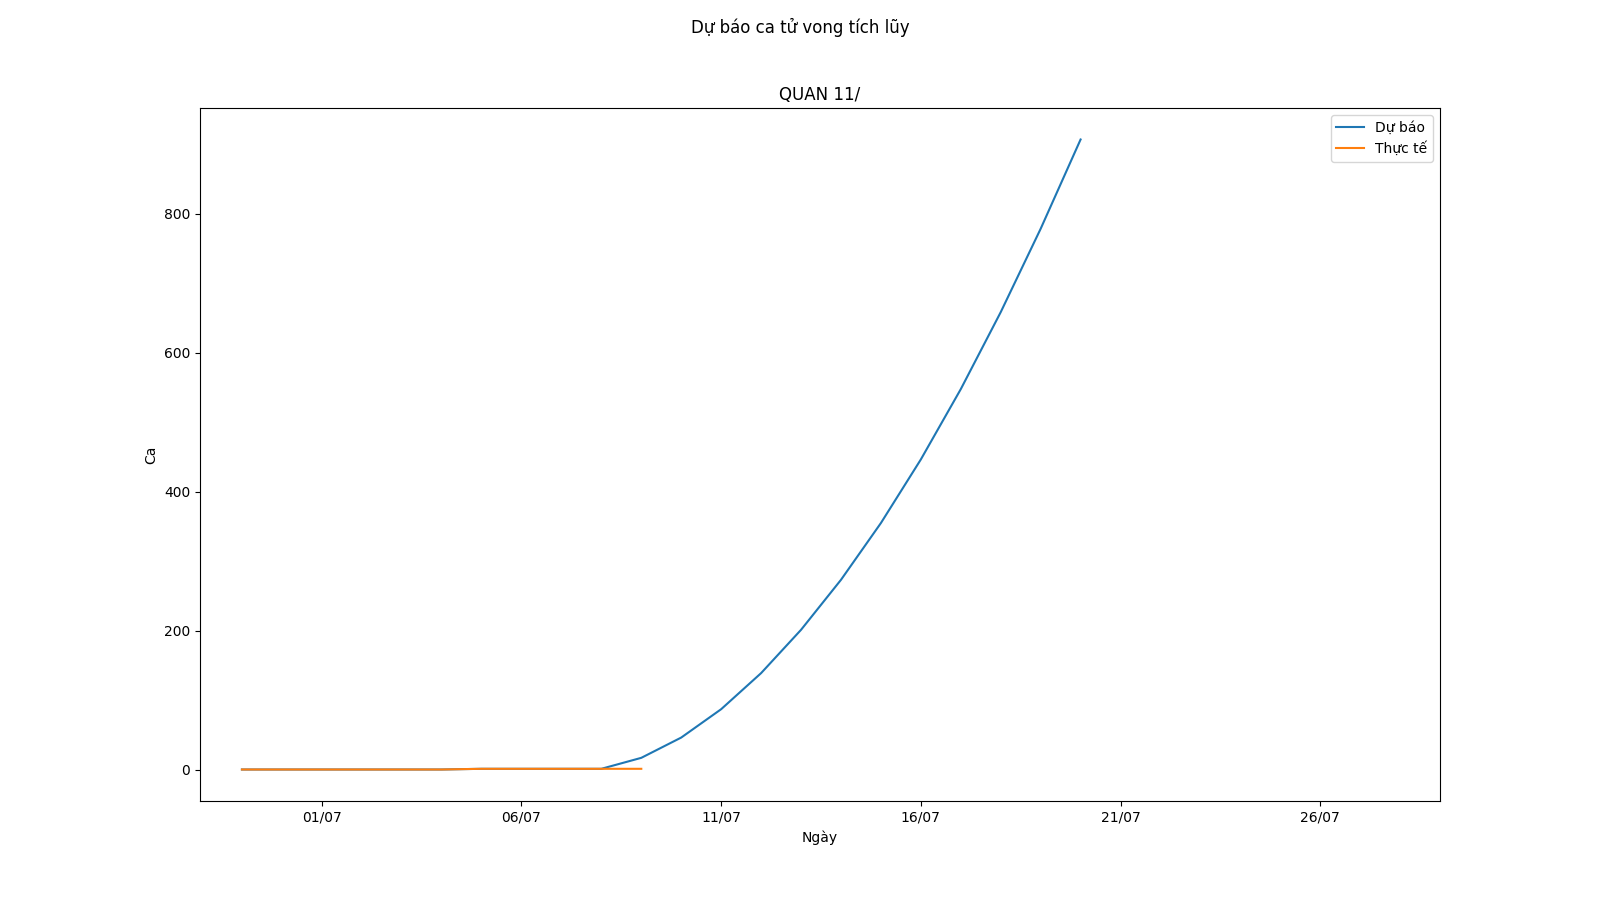 Dự báo ca tử vong tích lũy
QUAN 11/
Dự báo
Thực tế
800
600
400
200
0
Ca
01/07
06/07
11/07
16/07
21/07
26/07
Ngày